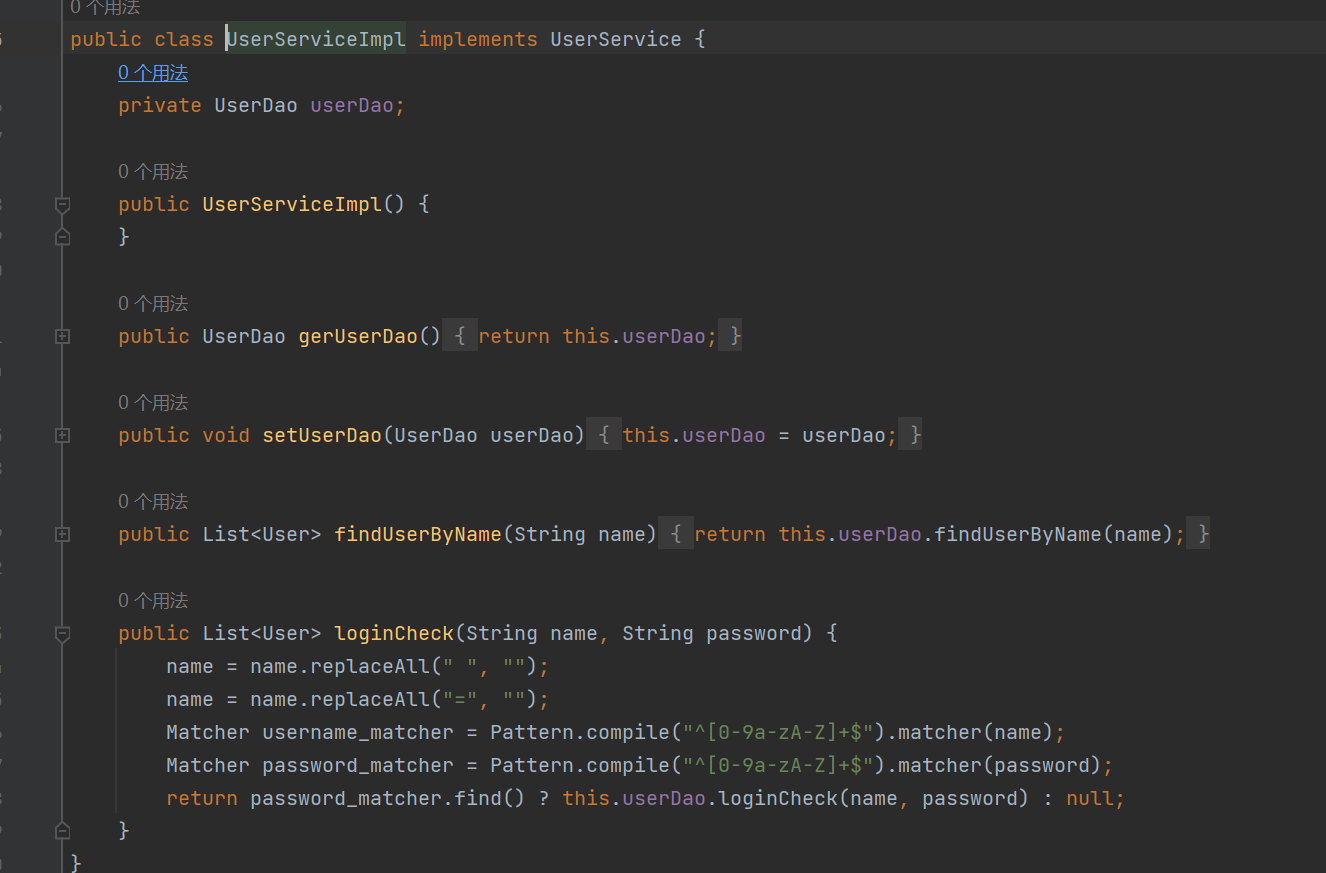 0 个用法
public class UserServiceImpl implements UserService {
0 个用法
private UserDao userDao;
0 个用法
public UserServiceImpl() {
}
0 个用法
public UserDao gerUserDao() { return this.userDao; }
0 个用法
public void setUserDao(UserDao userDao) { this.userDao = userDao; }
0 个用法
public List<User> findUserByName(String name) { return this.userDao.findUserByName(name); }
0 个用法
public List<User> loginCheck(String name, String password) {
name = name.replaceAll(" ", "");
name = name.replaceAll("=", "");
Matcher username_matcher = Pattern.compile("^[0-9a-zA-Z]+$").matcher(name);
Matcher password_matcher = Pattern.compile("^[0-9a-zA-Z]+$").matcher(password);
return password_matcher.find() ? this.userDao.loginCheck(name, password) : null;
}
}